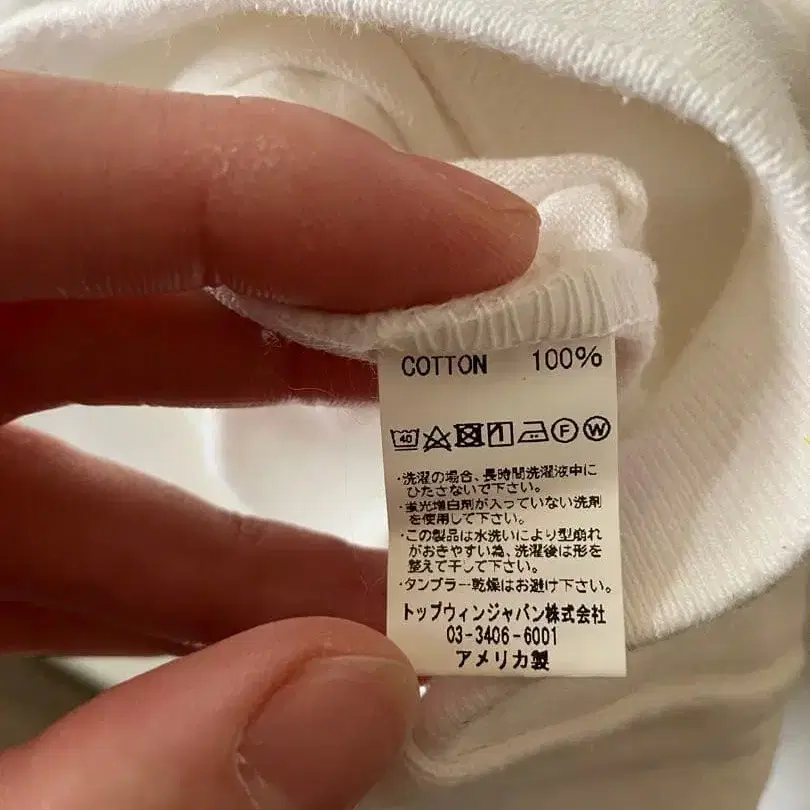 COTTON 100%
40 F W
・洗濯の場合、長時間洗濯液中に
ひたさないで下さい。
・蛍光増白剤が入っていない洗剤
を使用して下さい。
・この製品は水洗いにより型崩れ
がおきやすい為、洗濯後は形を
整えて干して下さい。
・タンブラー乾燥はお避け下さい。
トップウィンジャパン株式会社
03-3406-6001
アメリカ製